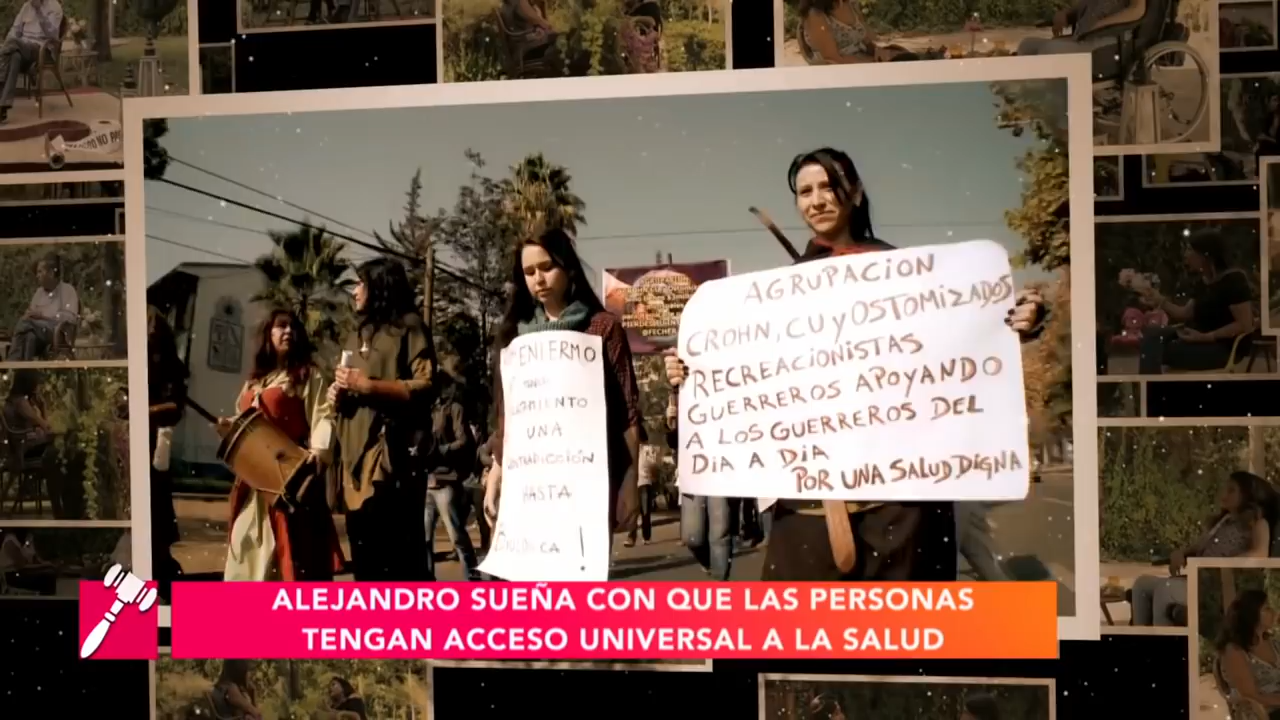 AGRUPACION
CROHN, CU y OSTOMIZADOS
RECREACIONISTAS
GUERREROS APOYANDO
A LOS GUERREROS DEL
DIA A DIA
POR UNA SALUD DIGNA
ENFERMO
UNA
HASTA
@FECHER
ALEJANDRO SUEÑA CON QUE LAS PERSONAS
TENGAN ACCESO UNIVERSAL A LA SALUD